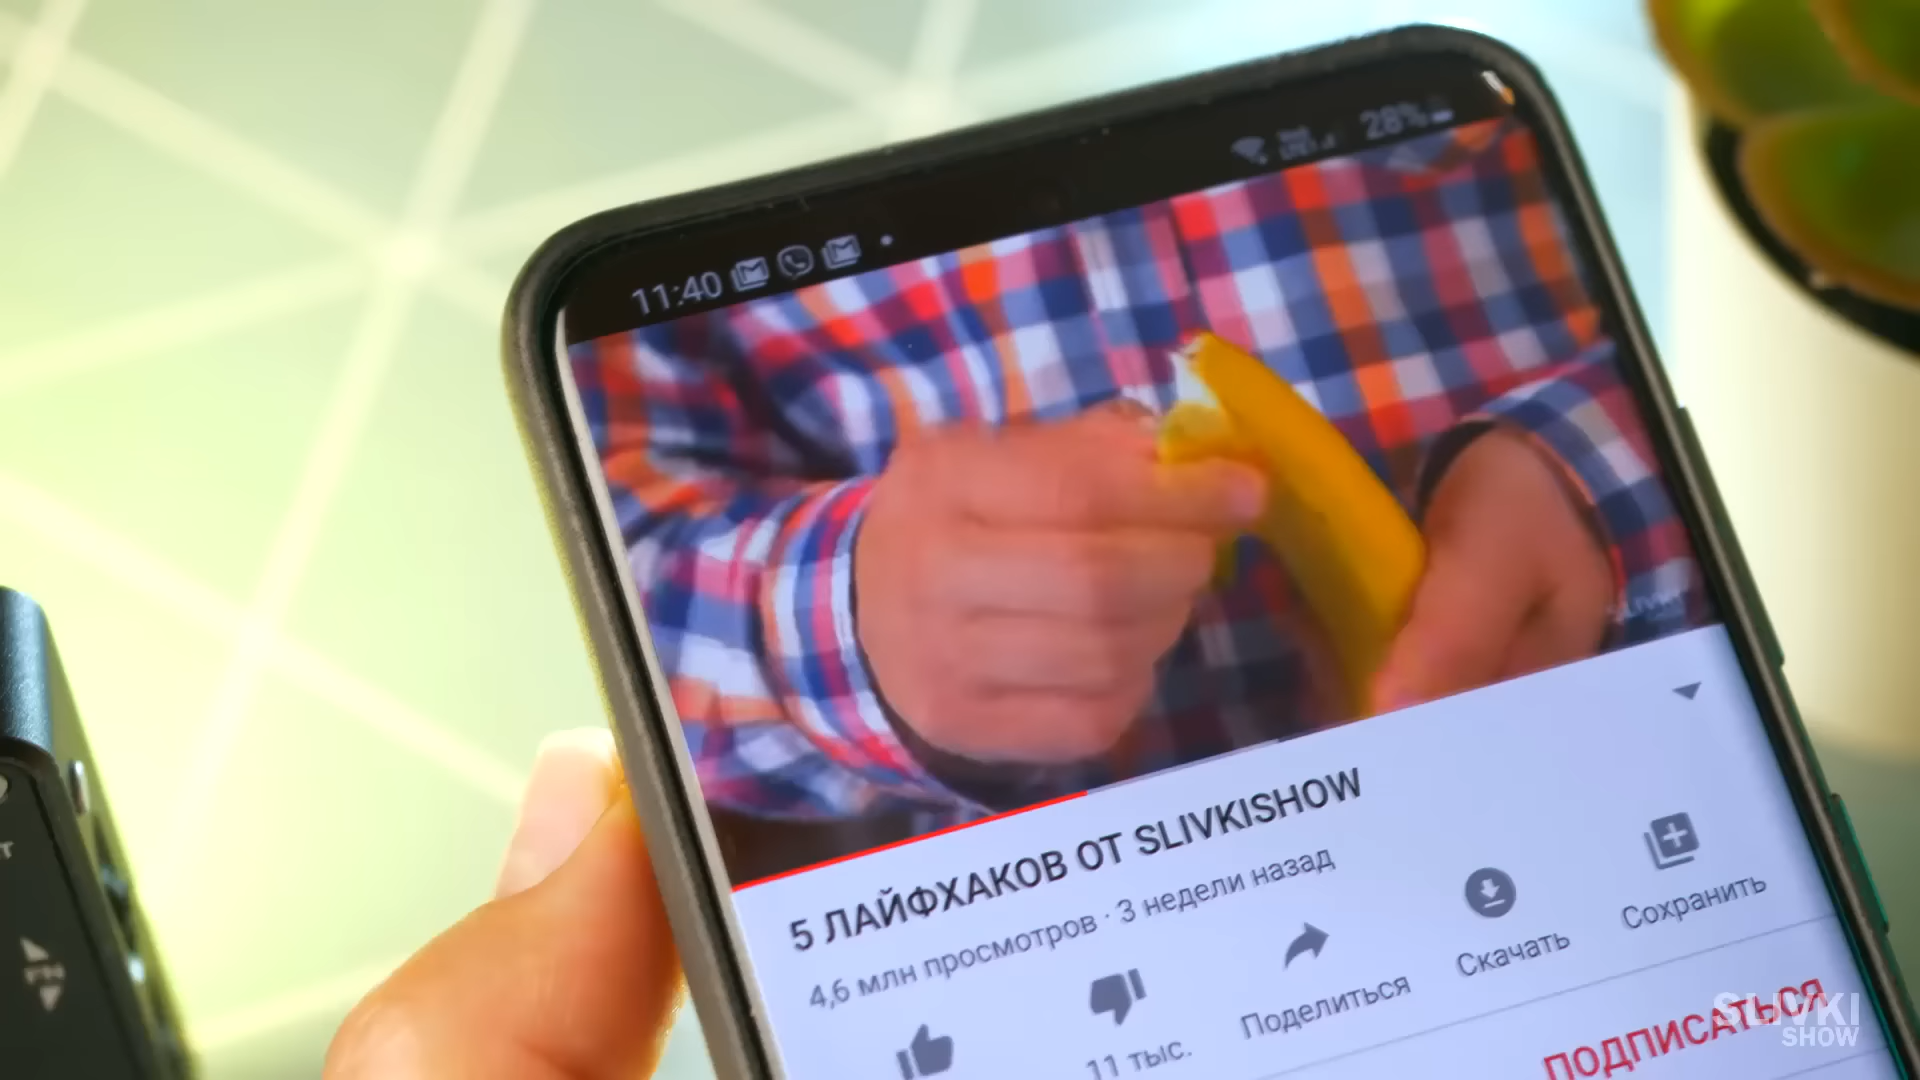 11:40
28%
5 ЛАЙФХАКОВ ОТ SLIVKISHOW
4,6 млн просмотров · 3 недели назад
11 тыс.
Поделиться
Скачать
Сохранить
ПОДПИСАТЬСЯ
SLIVKI
SHOW